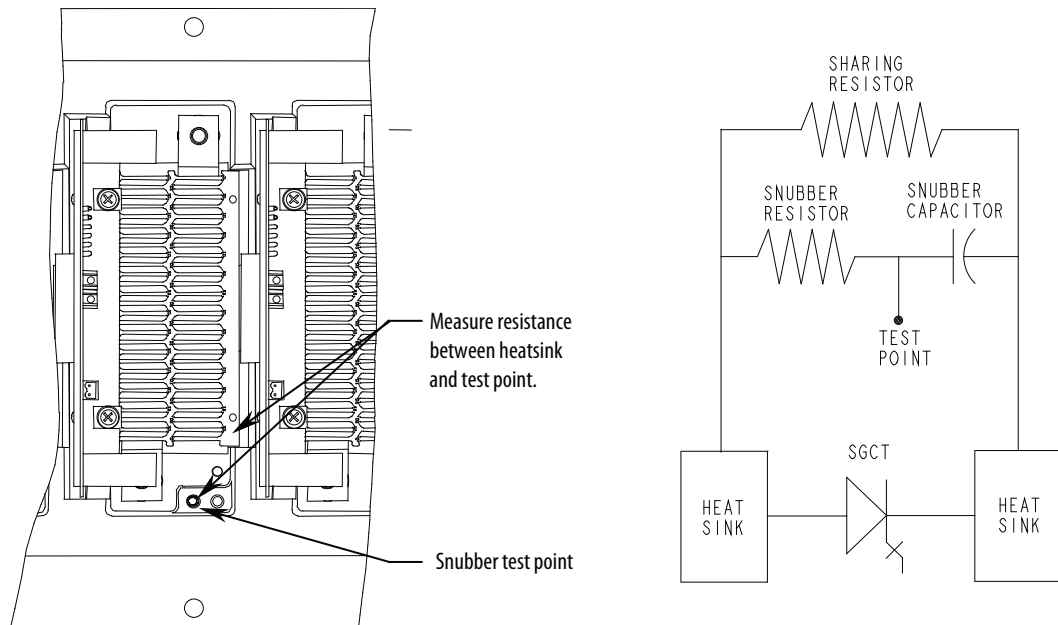 Measure resistance
between heatsink
and test point.
Snubber test point
SHARING
RESISTOR
SNUBBER
RESISTOR
SNUBBER
CAPACITOR
TEST
POINT
SGCT
HEAT
SINK
HEAT
SINK